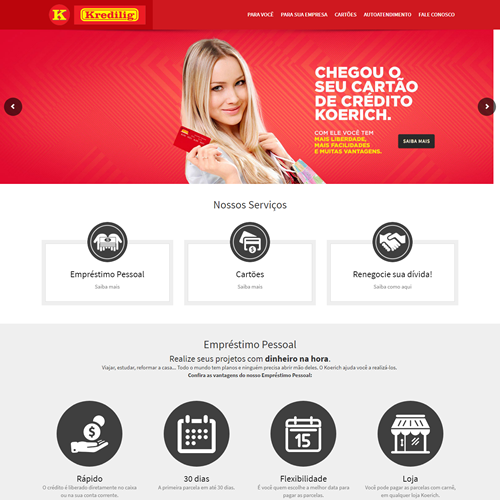 K Kredilig
PARA VOCÊ PARA SUA EMPRESA CARTÕES AUTOATENDIMENTO FALE CONOSCO
CHEGOU O
SEU CARTÃO
DE CRÉDITO
KOERICH.
COM ELE VOCÊ TEM
MAIS LIBERDADE,
MAIS FACILIDADES
E MUITAS VANTAGENS.
SAIBA MAIS
Nossos Serviços
Empréstimo Pessoal
Saiba mais
Cartões
Saiba mais
Renegocie sua dívida!
Saiba como aqui
Empréstimo Pessoal
Realize seus projetos com dinheiro na hora.
Viajar, estudar, reformar a casa... Todo o mundo tem planos e ninguém precisa abrir mão deles. O Koerich ajuda você a realizá-los.
Confira as vantagens do nosso Empréstimo Pessoal:
Rápido
O crédito é liberado diretamente no caixa
ou na sua conta corrente.
30 dias
A primeira parcela em até 30 dias.
15
Flexibilidade
É você quem escolhe a melhor data para
pagar as parcelas.
Loja
Você pode pagar as parcelas com carnê,
em qualquer loja Koerich.